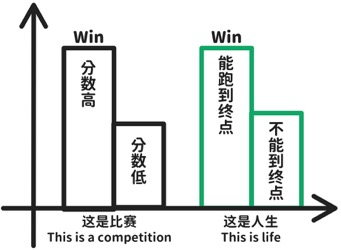 Win
分数高
分数低
这是比赛
This is a competition
Win
能跑到终点
不能到终点
这是人生
This is life